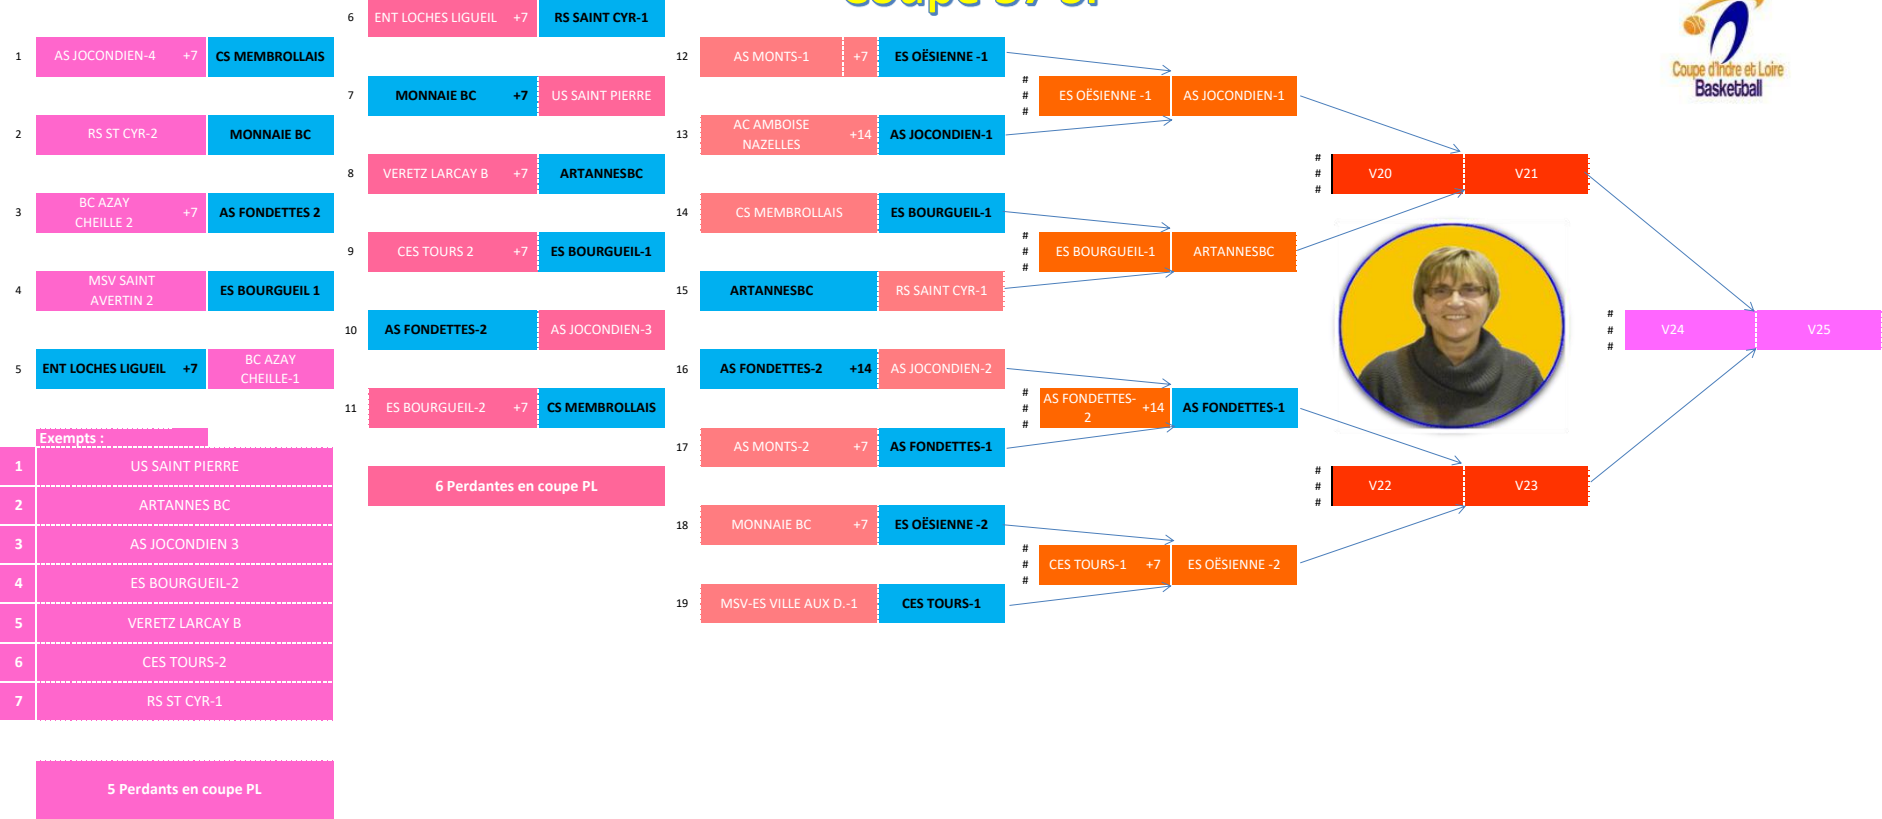 6 ENT LOCHES LIGUEIL +7 RS SAINT CYR-1
1 AS JOCONDIEN-4 +7 CS MEMBROLLAIS
12 AS MONTS-1 +7 ES OËSIENNE -1
7 MONNAIE BC +7 US SAINT PIERRE
#
#
#
ES OËSIENNE -1 AS JOCONDIEN-1
2 RS ST CYR-2 MONNAIE BC
13 AC AMBOISE
NAZELLES
+14 AS JOCONDIEN-1
8 VERETZ LARCAY B +7 ARTANNESBC
#
#
#
V20 V21
3 BC AZAY
CHEILLE 2
+7 AS FONDETTES 2
14 CS MEMBROLLAIS ES BOURGUEIL-1
9 CES TOURS 2 +7 ES BOURGUEIL-1
#
#
#
ES BOURGUEIL-1 ARTANNESBC
4 MSV SAINT
AVERTIN 2
ES BOURGUEIL 1
15 ARTANNESBC RS SAINT CYR-1
10 AS FONDETTES-2 AS JOCONDIEN-3
#
#
#
V24 V25
5 ENT LOCHES LIGUEIL +7 BC AZAY
CHEILLE-1
16 AS FONDETTES-2 +14 AS JOCONDIEN-2
11 ES BOURGUEIL-2 +7 CS MEMBROLLAIS
#
#
#
AS FONDETTES-
2
+14 AS FONDETTES-1
17 AS MONTS-2 +7 AS FONDETTES-1
Exempts :
1 US SAINT PIERRE
2 ARTANNES BC
3 AS JOCONDIEN 3
4 ES BOURGUEIL-2
5 VERETZ LARCAY B
6 CES TOURS-2
7 RS ST CYR-1
6 Perdantes en coupe PL
#
#
#
V22 V23
18 MONNAIE BC +7 ES OËSIENNE -2
#
#
#
CES TOURS-1 +7 ES OËSIENNE -2
19 MSV-ES VILLE AUX D.-1 CES TOURS-1
5 Perdants en coupe PL
Coupe d'Indre et Loire
Basketball